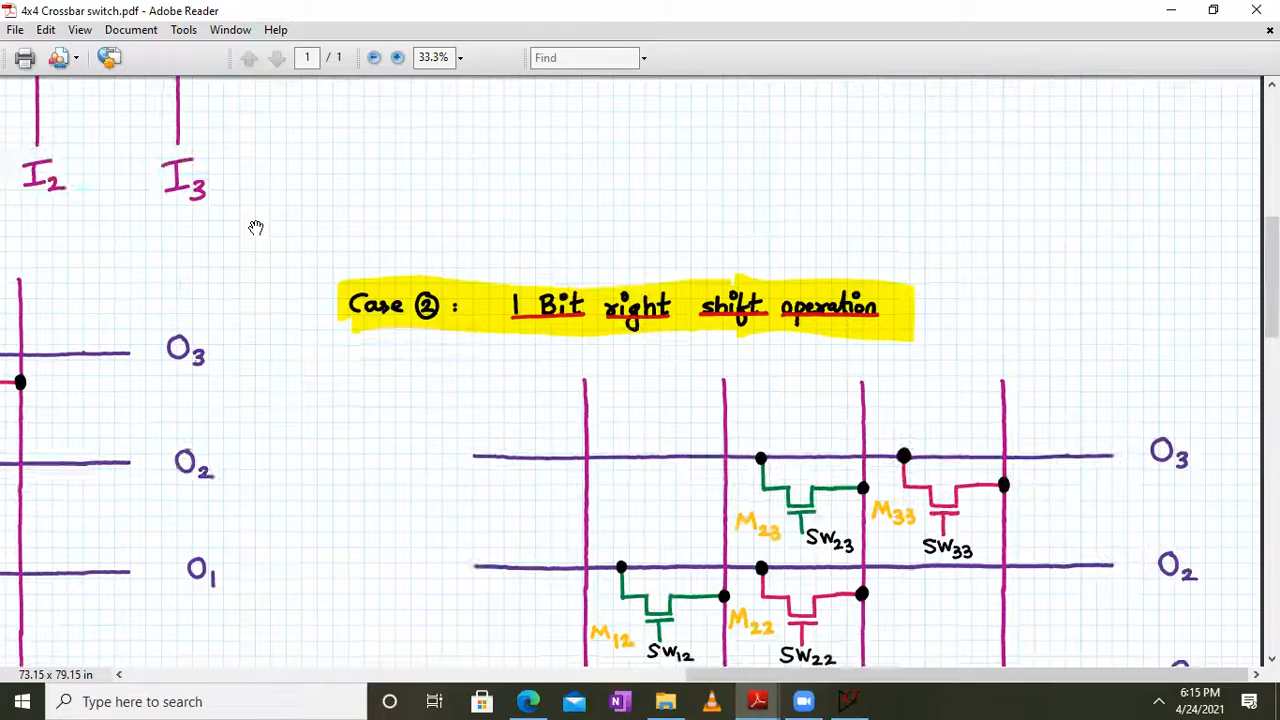 4x4 Crossbar switch.pdf - Adobe Reader
File Edit View Document Tools Window Help
1 / 1 33.3% Find
I2 I3
Case ②: 1 Bit right shift operation
O3
O3
O2
M23 SW23 M33 SW33
O1
O2
M12 SW12 M22 SW22
73.15 x 79.15 in
Type here to search
6:15 PM
4/24/2021